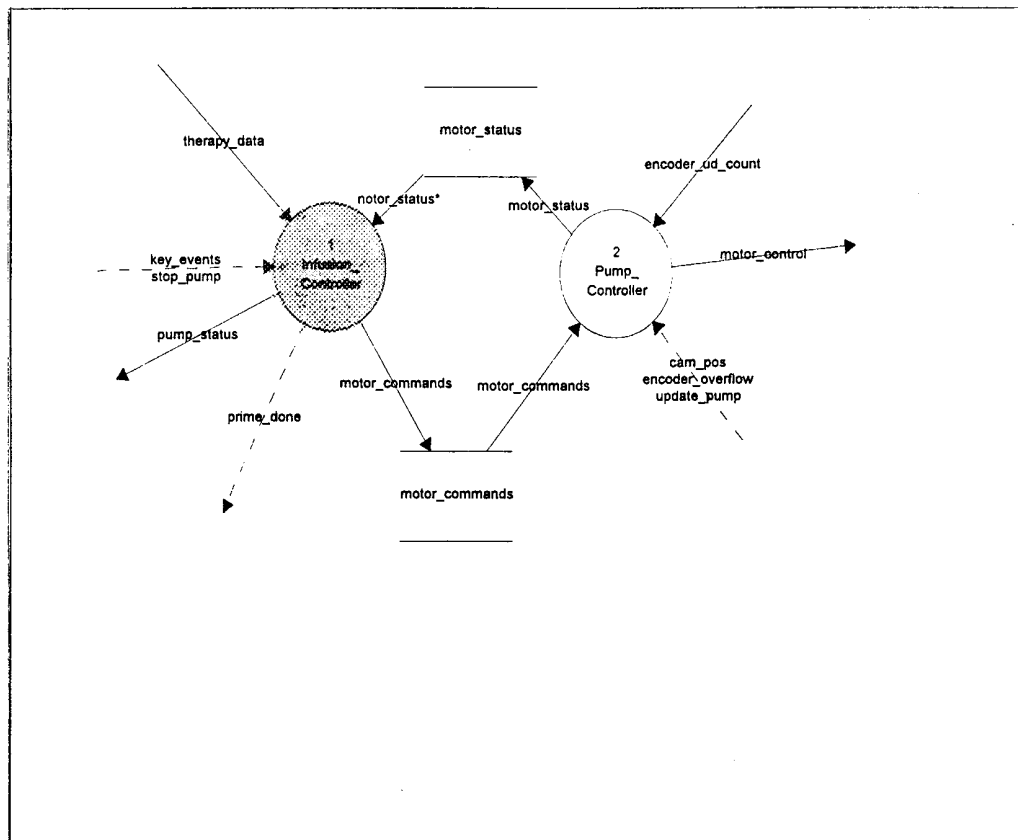 motor_status
therapy_data
encoder_ud_count
notor_status*
motor_status
1
Infusion_
Controller
2
Pump_
Controller
key_events
stop_pump
motor_control
pump_status
motor_commands
motor_commands
cam_pos
encoder_overflow
update_pump
prime_done
motor_commands